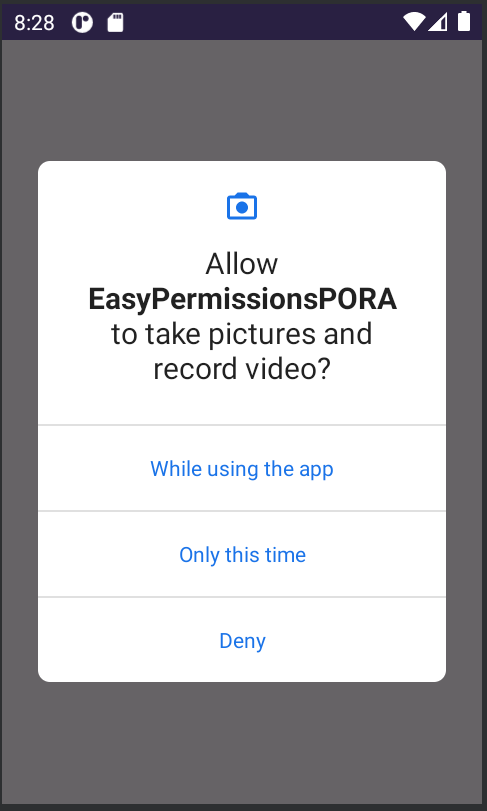 8:28
Allow
EasyPermissionsPORA
to take pictures and
record video?
While using the app
Only this time
Deny